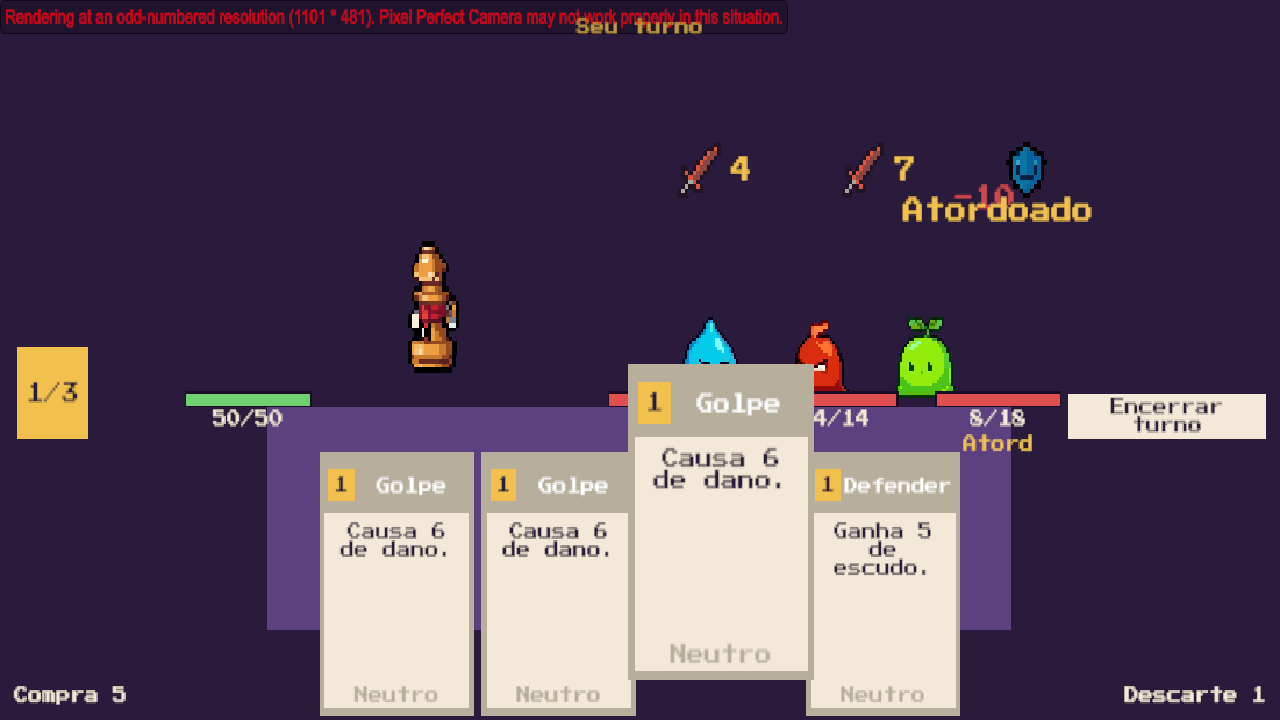 Rendering at an odd-numbered resolution (1101 * 481). Pixel Perfect Camera may not work properly in this situation.
Seu turno
4
7
-10
Atordoado
1/3
50/50
4/14
8/18
Atord
Encerrar
turno
1 Golpe
Causa 6
de dano.
Neutro
1 Golpe
Causa 6
de dano.
Neutro
1 Golpe
Causa 6
de dano.
Neutro
1 Defender
Ganha 5
de
escudo.
Neutro
Compra 5
Descarte 1